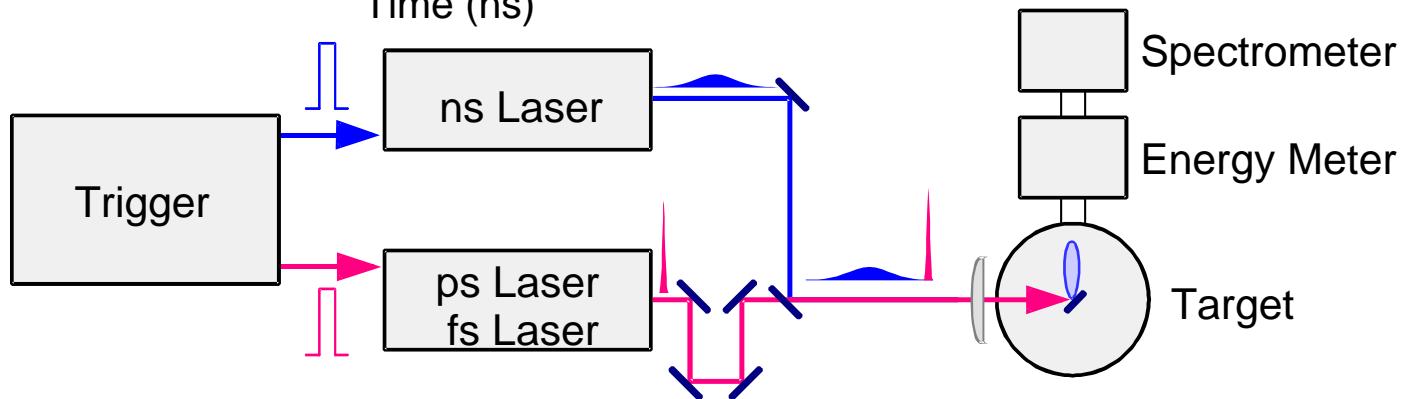 Time (ns)
Spectrometer
ns Laser
Energy Meter
Trigger
ps Laser
fs Laser
Target